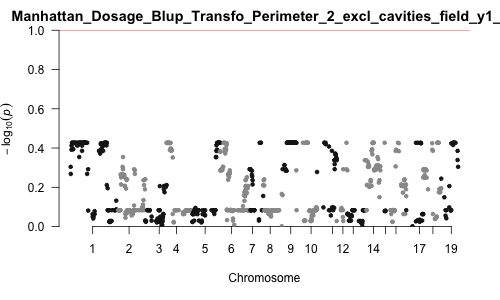 Manhattan_Dosage_Blup_Transfo_Perimeter_2_excl_cavities_field_y1_
1.0
0.8
0.6
0.4
0.2
0.0
− log₁₀(p)
1 2 3 4 5 6 7 8 9 10 12 14 17 19
Chromosome